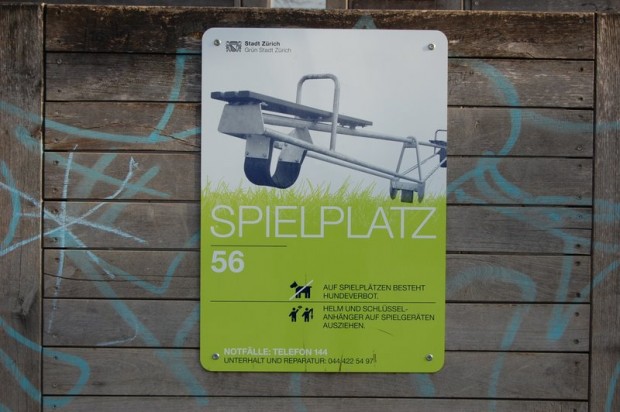 Stadt Zürich
Grün Stadt Zürich
SPIELPLATZ
56
AUF SPIELPLÄTZEN BESTEHT
HUNDEVERBOT.
HELM UND SCHLÜSSEL-
ANHÄNGER AUF SPIELGERÄTEN
AUSZIEHEN.
NOTFÄLLE: TELEFON 144
UNTERHALT UND REPARATUR: 044 422 54 97